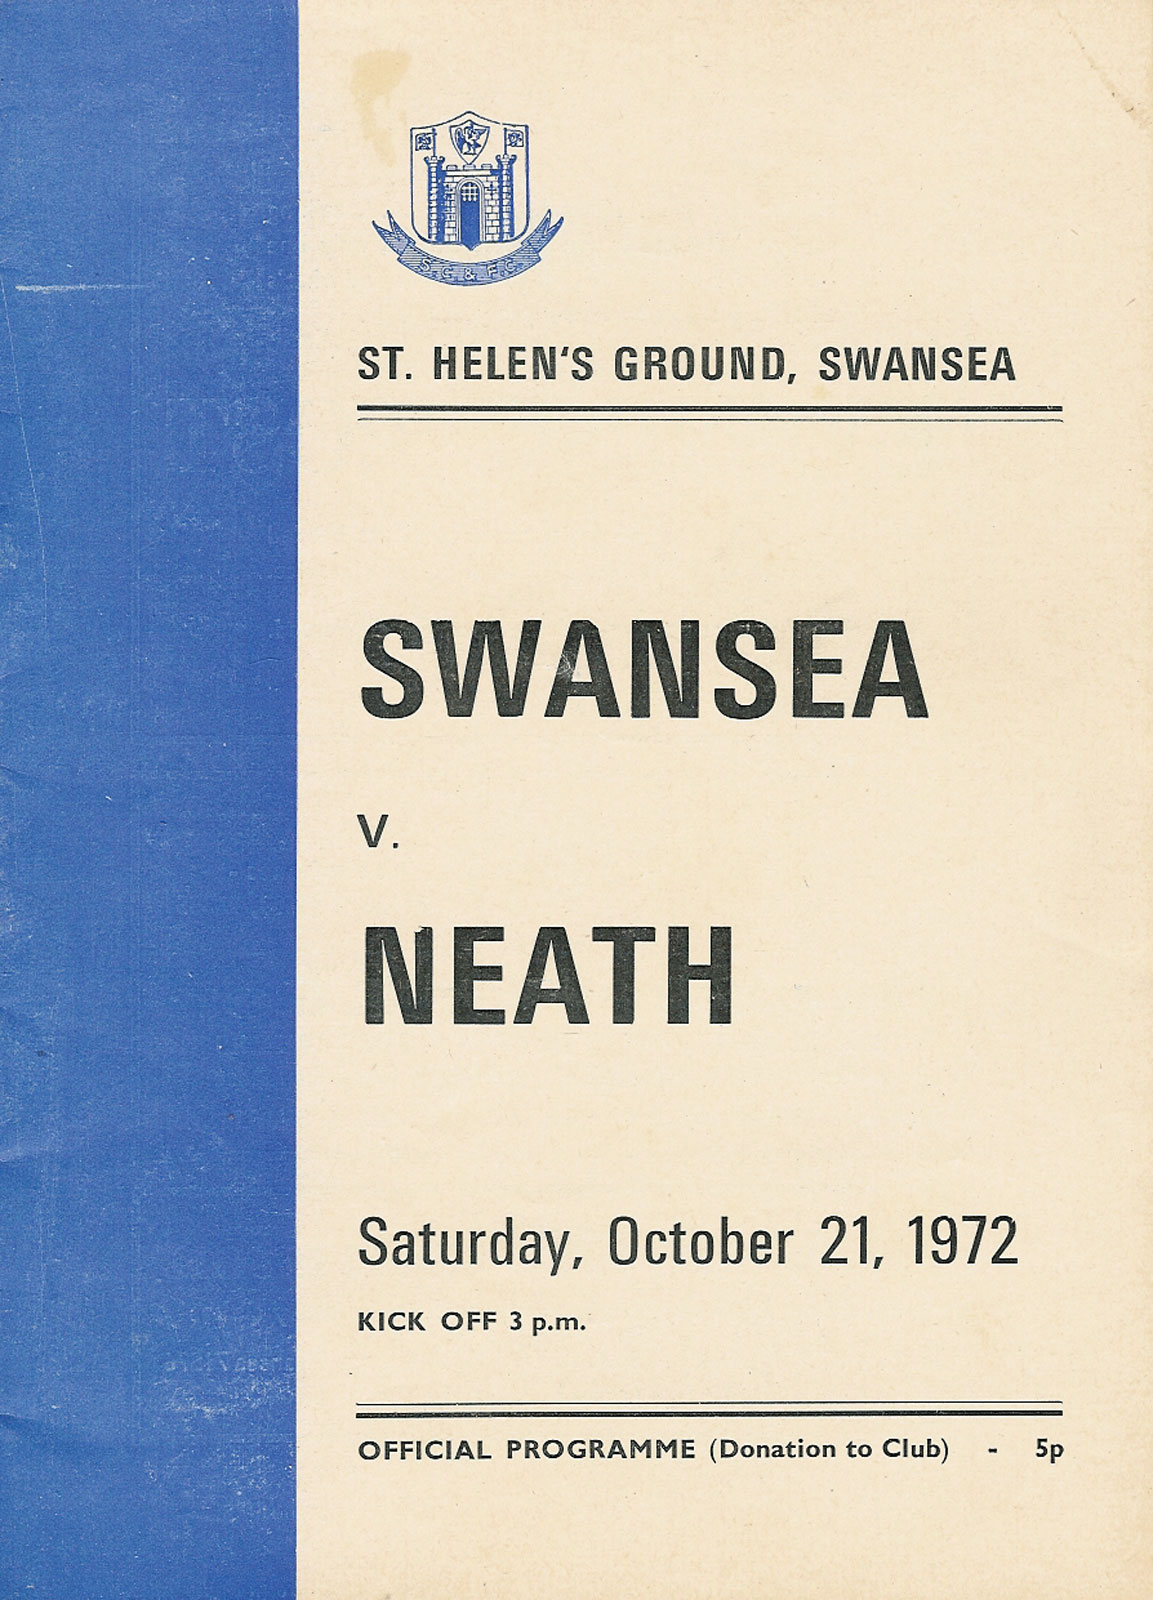 S.C. & F.C.
ST. HELEN'S GROUND, SWANSEA
SWANSEA
v.
NEATH
Saturday, October 21, 1972
KICK OFF 3 p.m.
OFFICIAL PROGRAMME (Donation to Club) - 5p